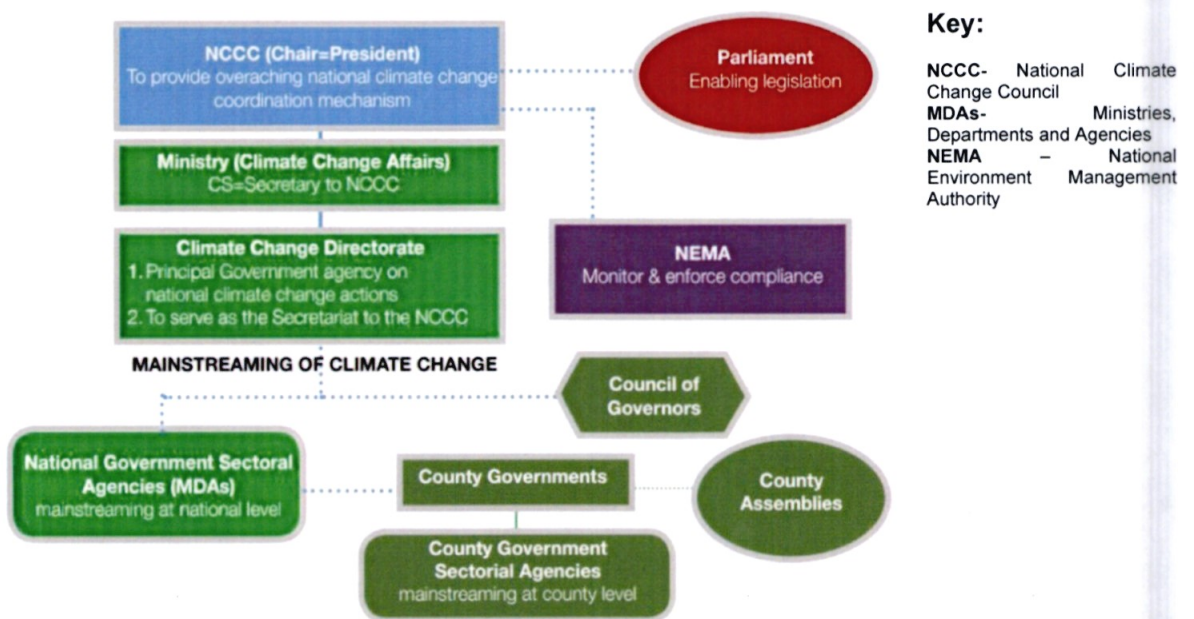 NCCC (Chair=President)
To provide overaching national climate change
coordination mechanism
Parliament
Enabling legislation
Ministry (Climate Change Affairs)
CS=Secretary to NCCC
Climate Change Directorate
1. Principal Government agency on
national climate change actions
2. To serve as the Secretariat to the NCCC
NEMA
Monitor & enforce compliance
MAINSTREAMING OF CLIMATE CHANGE
Council of
Governors
National Government Sectoral
Agencies (MDAs)
mainstreaming at national level
County Governments
County
Assemblies
County Government
Sectorial Agencies
mainstreaming at county level
Key:
NCCC- National Climate
Change Council
MDAs- Ministries,
Departments and Agencies
NEMA – National
Environment Management
Authority